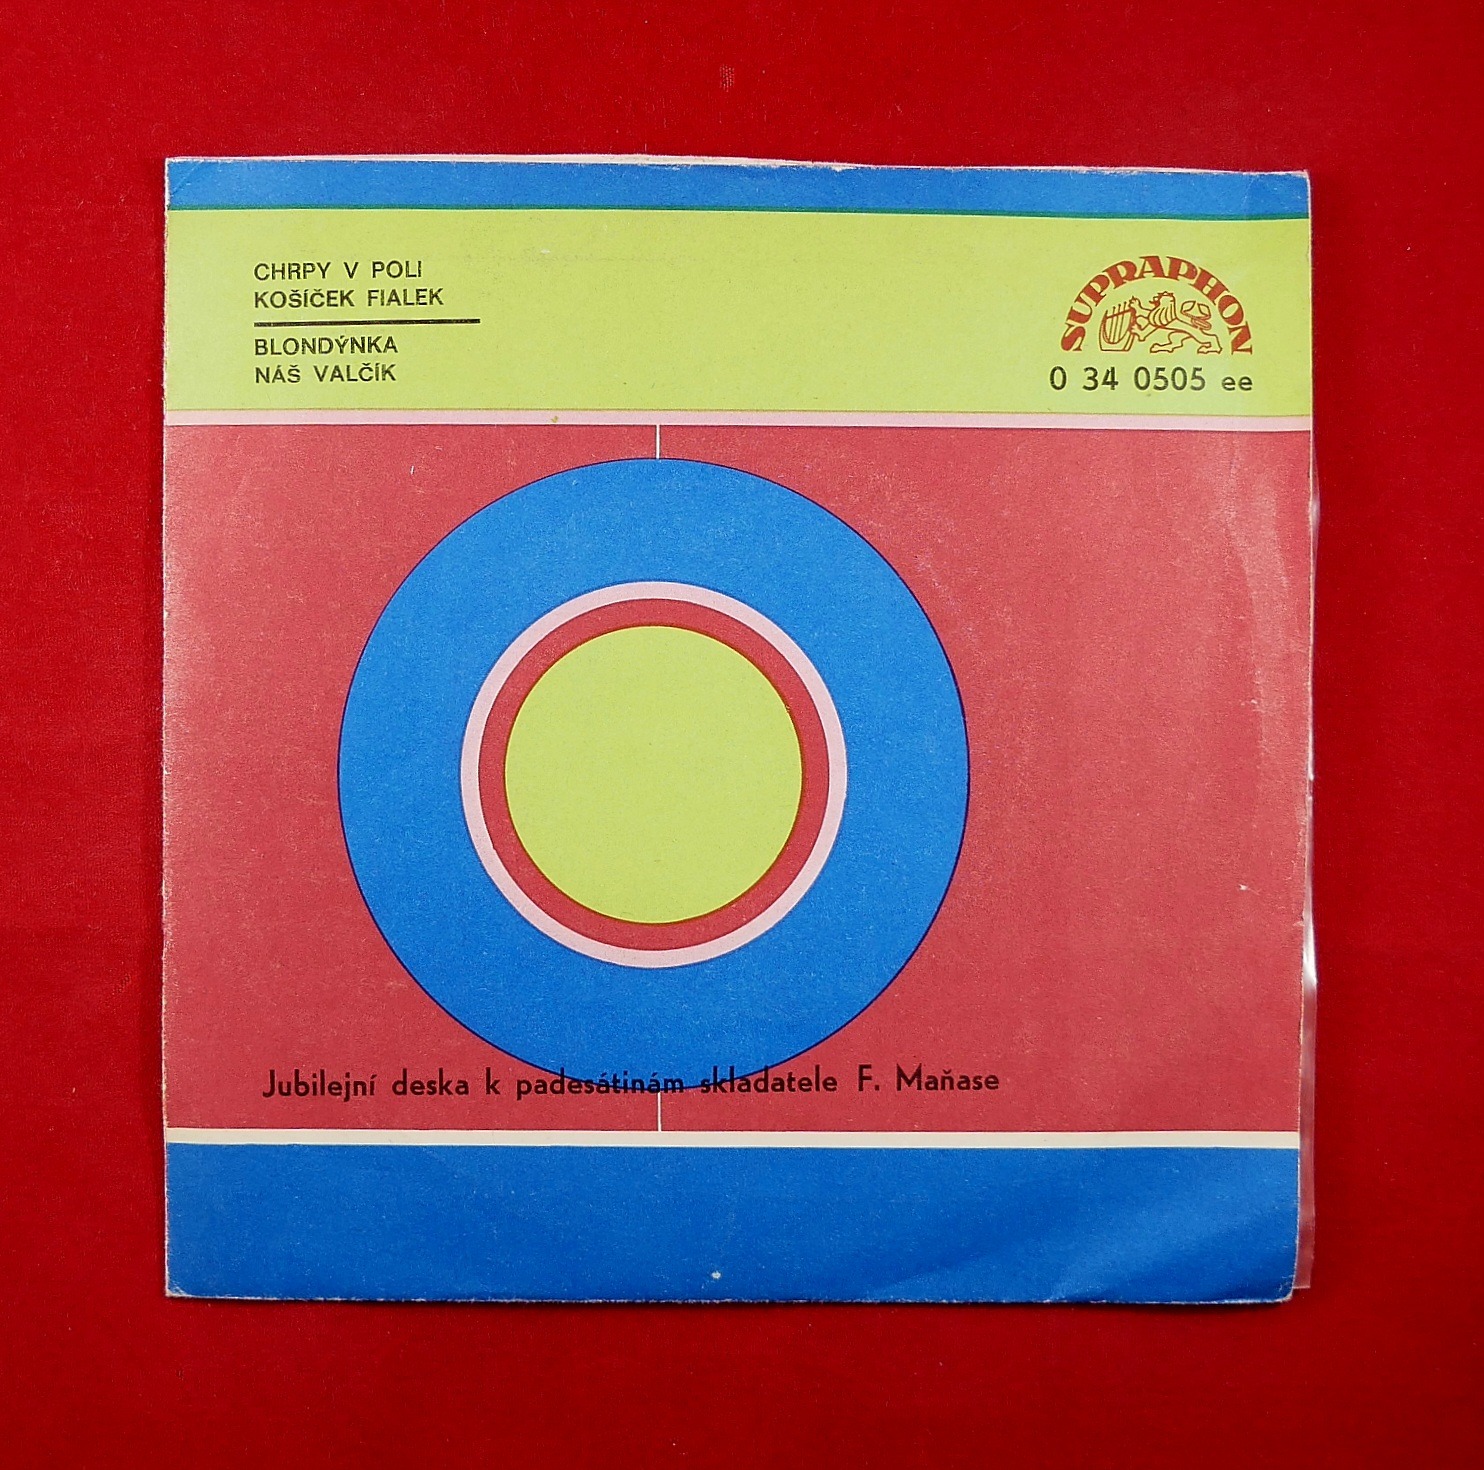 CHRPY V POLI
KOŠÍČEK FIALEK
BLONDÝNKA
NÁŠ VALČÍK
SUPRAPHON
0 34 0505 ee
Jubilejní deska k padesátinám skladatele F. Maňase